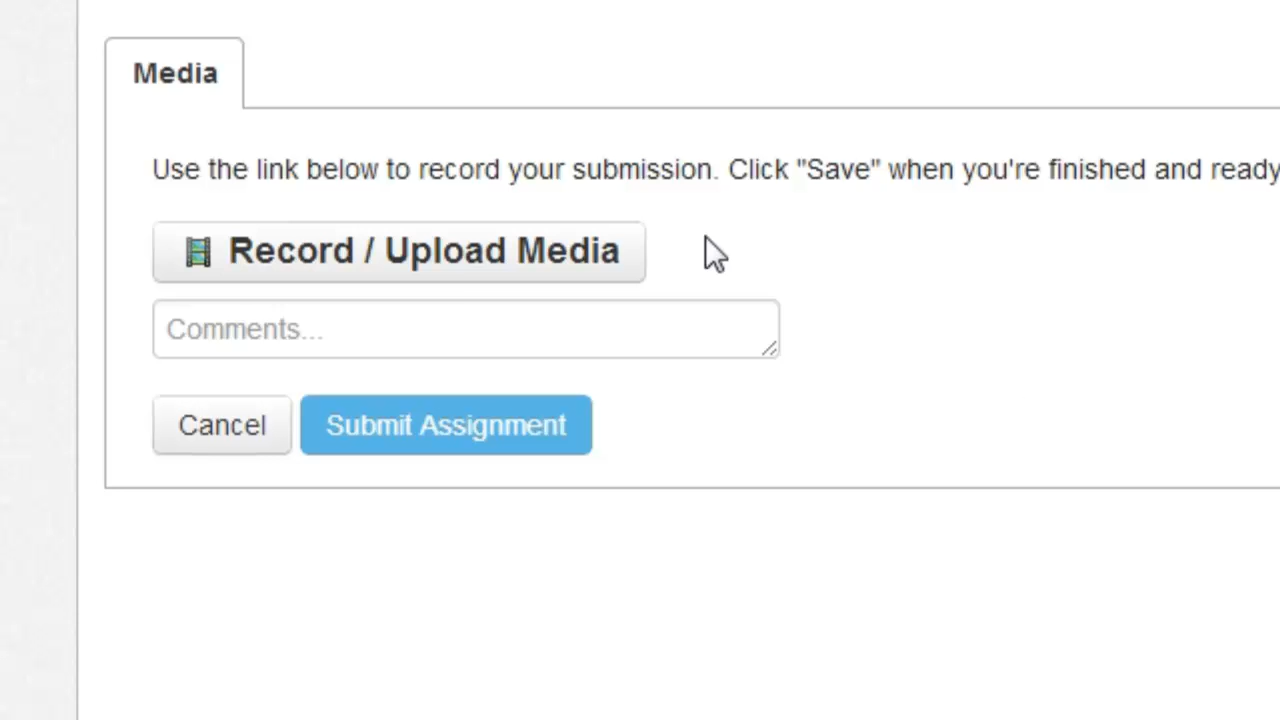 Media
Use the link below to record your submission. Click "Save" when you're finished and ready
Record / Upload Media
Comments...
Cancel Submit Assignment